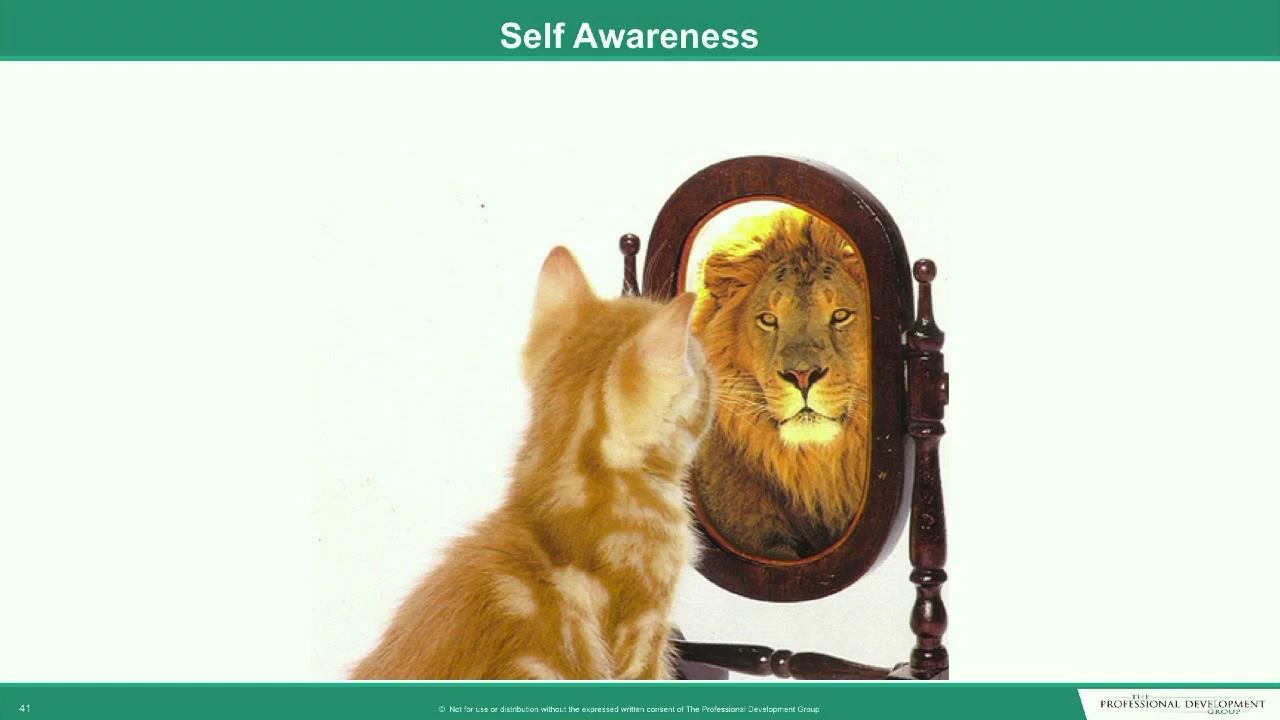 Self Awareness
41
© Not for use or distribution without the expressed written consent of The Professional Development Group
THE
PROFESSIONAL DEVELOPMENT
GROUP